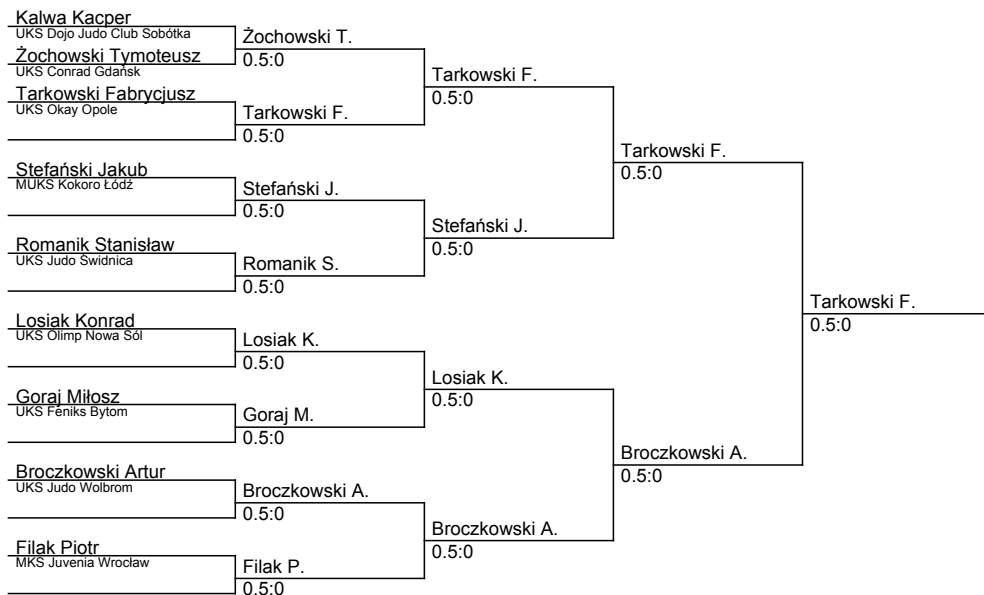 Kalwa Kacper
UKS Dojo Judo Club Sobótka
Żochowski Tymoteusz
UKS Conrad Gdańsk
Tarkowski Fabrycjusz
UKS Okay Opole
Stefański Jakub
MUKS Kokoro Łódź
Romanik Stanisław
UKS Judo Świdnica
Losiak Konrad
UKS Olimp Nowa Sól
Goraj Miłosz
UKS Feniks Bytom
Broczkowski Artur
UKS Judo Wolbrom
Filak Piotr
MKS Juvenia Wrocław
Żochowski T.
0.5:0
Tarkowski F.
0.5:0
Stefański J.
0.5:0
Romanik S.
0.5:0
Losiak K.
0.5:0
Goraj M.
0.5:0
Broczkowski A.
0.5:0
Filak P.
0.5:0
Tarkowski F.
0.5:0
Stefański J.
0.5:0
Losiak K.
0.5:0
Broczkowski A.
0.5:0
Tarkowski F.
0.5:0
Broczkowski A.
0.5:0
Tarkowski F.
0.5:0